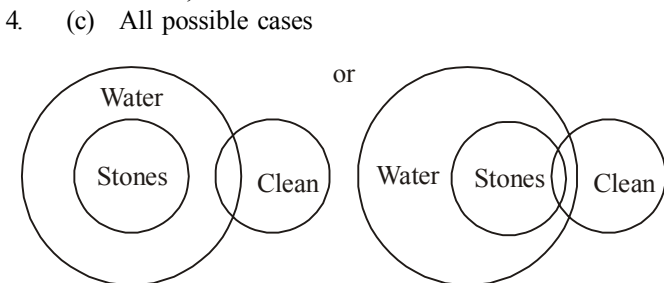 4. (c) All possible cases
or
Water
Stones
Clean
Water
Stones
Clean